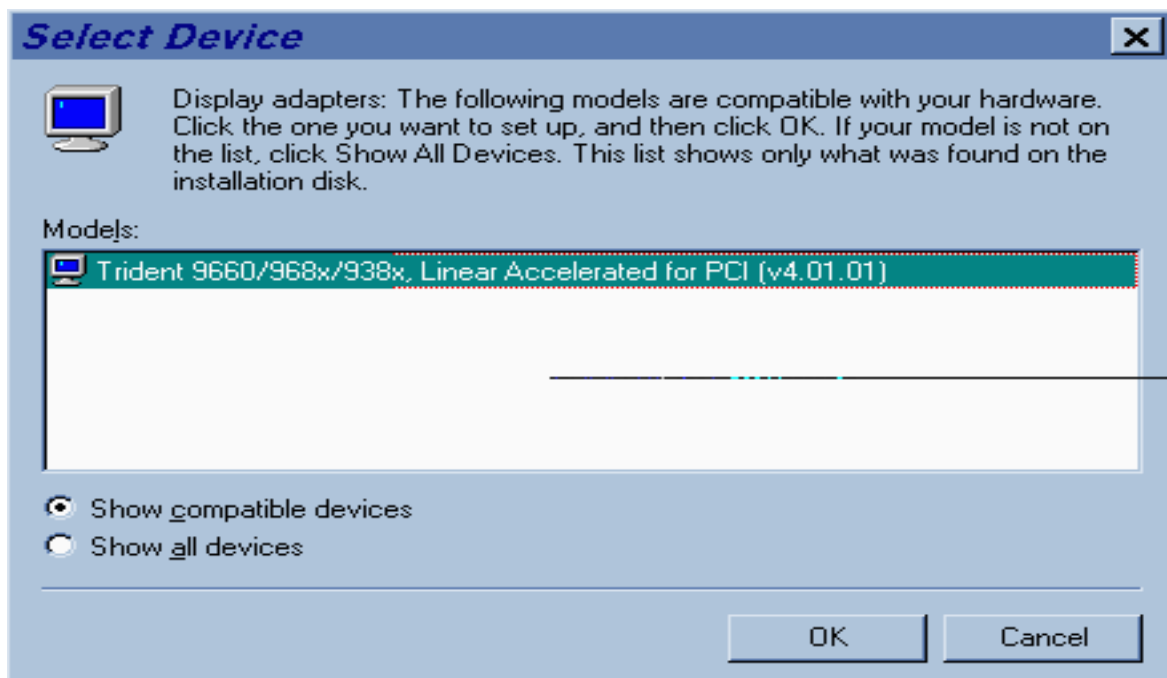 Select Device
Display adapters: The following models are compatible with your hardware.
Click the one you want to set up, and then click OK. If your model is not on
the list, click Show All Devices. This list shows only what was found on the
installation disk.
Models:
Trident 9660/968x/938x, Linear Accelerated for PCI (v4.01.01)
Show compatible devices
Show all devices
OK
Cancel